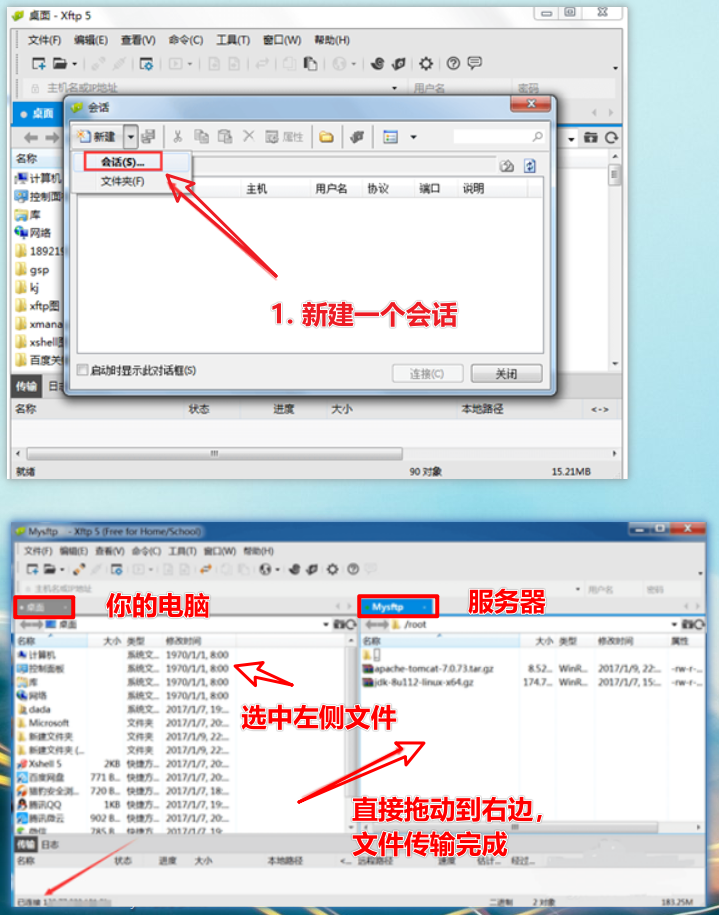 桌面 - Xftp 5
文件(F) 编辑(E) 查看(V) 命令(C) 工具(T) 窗口(W) 帮助(H)
主机名或IP地址 用户名 密码
桌面
会话
新建 属性
会话(S)...
文件夹(F)
名称
主机 用户名 协议 端口 说明
计算机
控制面
库
网络
189219
gsp
kj
xftp图
xmana
xshell
百度关
1. 新建一个会话
启动时显示此对话框(S)
连接(C) 关闭
传输 日志
名称 状态 进度 大小 本地路径 <->
就绪 90 对象 15.21MB
Mysftp - Xftp 5 (Free for Home/School)
文件(F) 编辑(E) 查看(V) 命令(C) 工具(T) 窗口(W) 帮助(H)
主机名或IP地址 用户名 密码
桌面 你的电脑 Mysftp 服务器
桌面 /root
名称 大小 类型 修改时间 名称 大小 类型 修改时间 属性
计算机 系统文... 1970/1/1, 8:00
控制面板 系统文... 1970/1/1, 8:00 apache-tomcat-7.0.73.tar.gz 8.52... WinR... 2017/1/9, 22:... -rw-r-...
库 系统文... 1970/1/1, 8:00 jdk-8u112-linux-x64.gz 174.7... WinR... 2017/1/7, 15:... -rw-r-...
网络 系统文... 1970/1/1, 8:00
dada 系统文... 2017/1/7, 19:...
Microsoft 文件夹 2017/1/7, 20:...
新建文件夹 文件夹 2017/1/9, 22:...
新建文件夹 (... 文件夹 2017/1/9, 22:...
Xshell 5 2KB 快捷方... 2017/1/7, 20:...
百度网盘 771 B... 快捷方... 2017/1/7, 20:...
猎豹安全浏... 720 B... 快捷方... 2017/1/7, 18:...
腾讯QQ 1KB 快捷方... 2017/1/7, 19:...
腾讯微云 902 B... 快捷方... 2017/1/7, 20:...
微信 785 B... 快捷方... 2017/1/7, 19:...
选中左侧文件
直接拖动到右边，
文件传输完成
传输 日志
名称 状态 进度 大小 本地路径 <... 远程路径 速度 估计... 经过...
已连接 二进制 2 对象 183.25MB